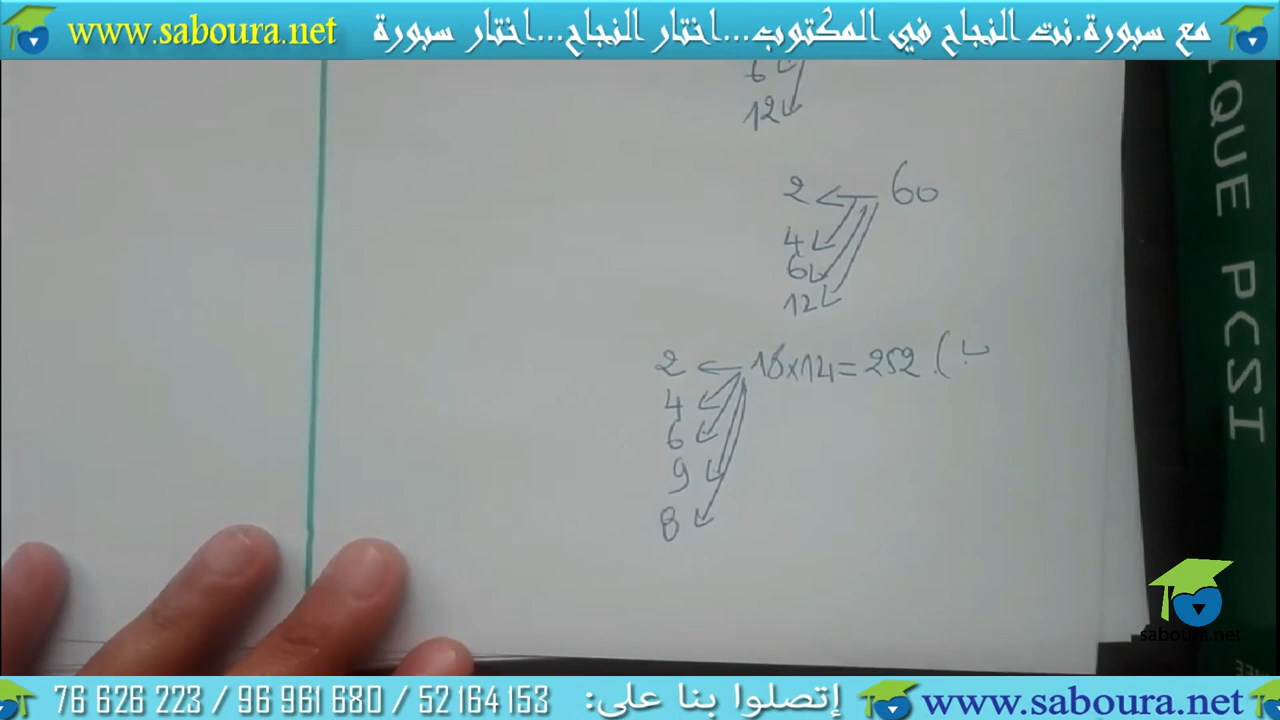 مع سبورة.نت النجاح في المكتوب...اختار النجاح...اختار سبورة www.saboura.net
6
12
2 60
4
6
12
2 18x14=252 (ب
4
6
9
8
IQUE PCSI
saboura.net
إتصلوا بنا على: 76 626 223 / 96 961 680 / 52 164 153 www.saboura.net